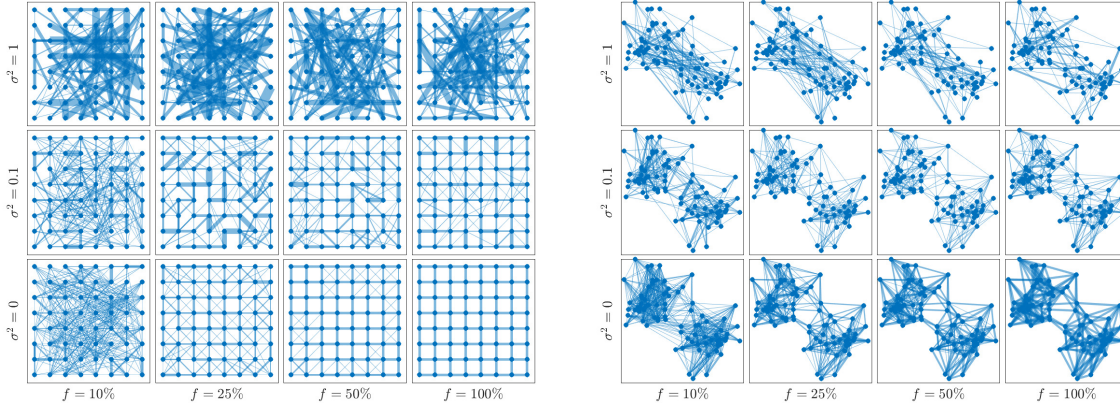 σ² = 1
σ² = 0.1
σ² = 0
f = 10%
f = 25%
f = 50%
f = 100%
σ² = 1
σ² = 0.1
σ² = 0
f = 10%
f = 25%
f = 50%
f = 100%